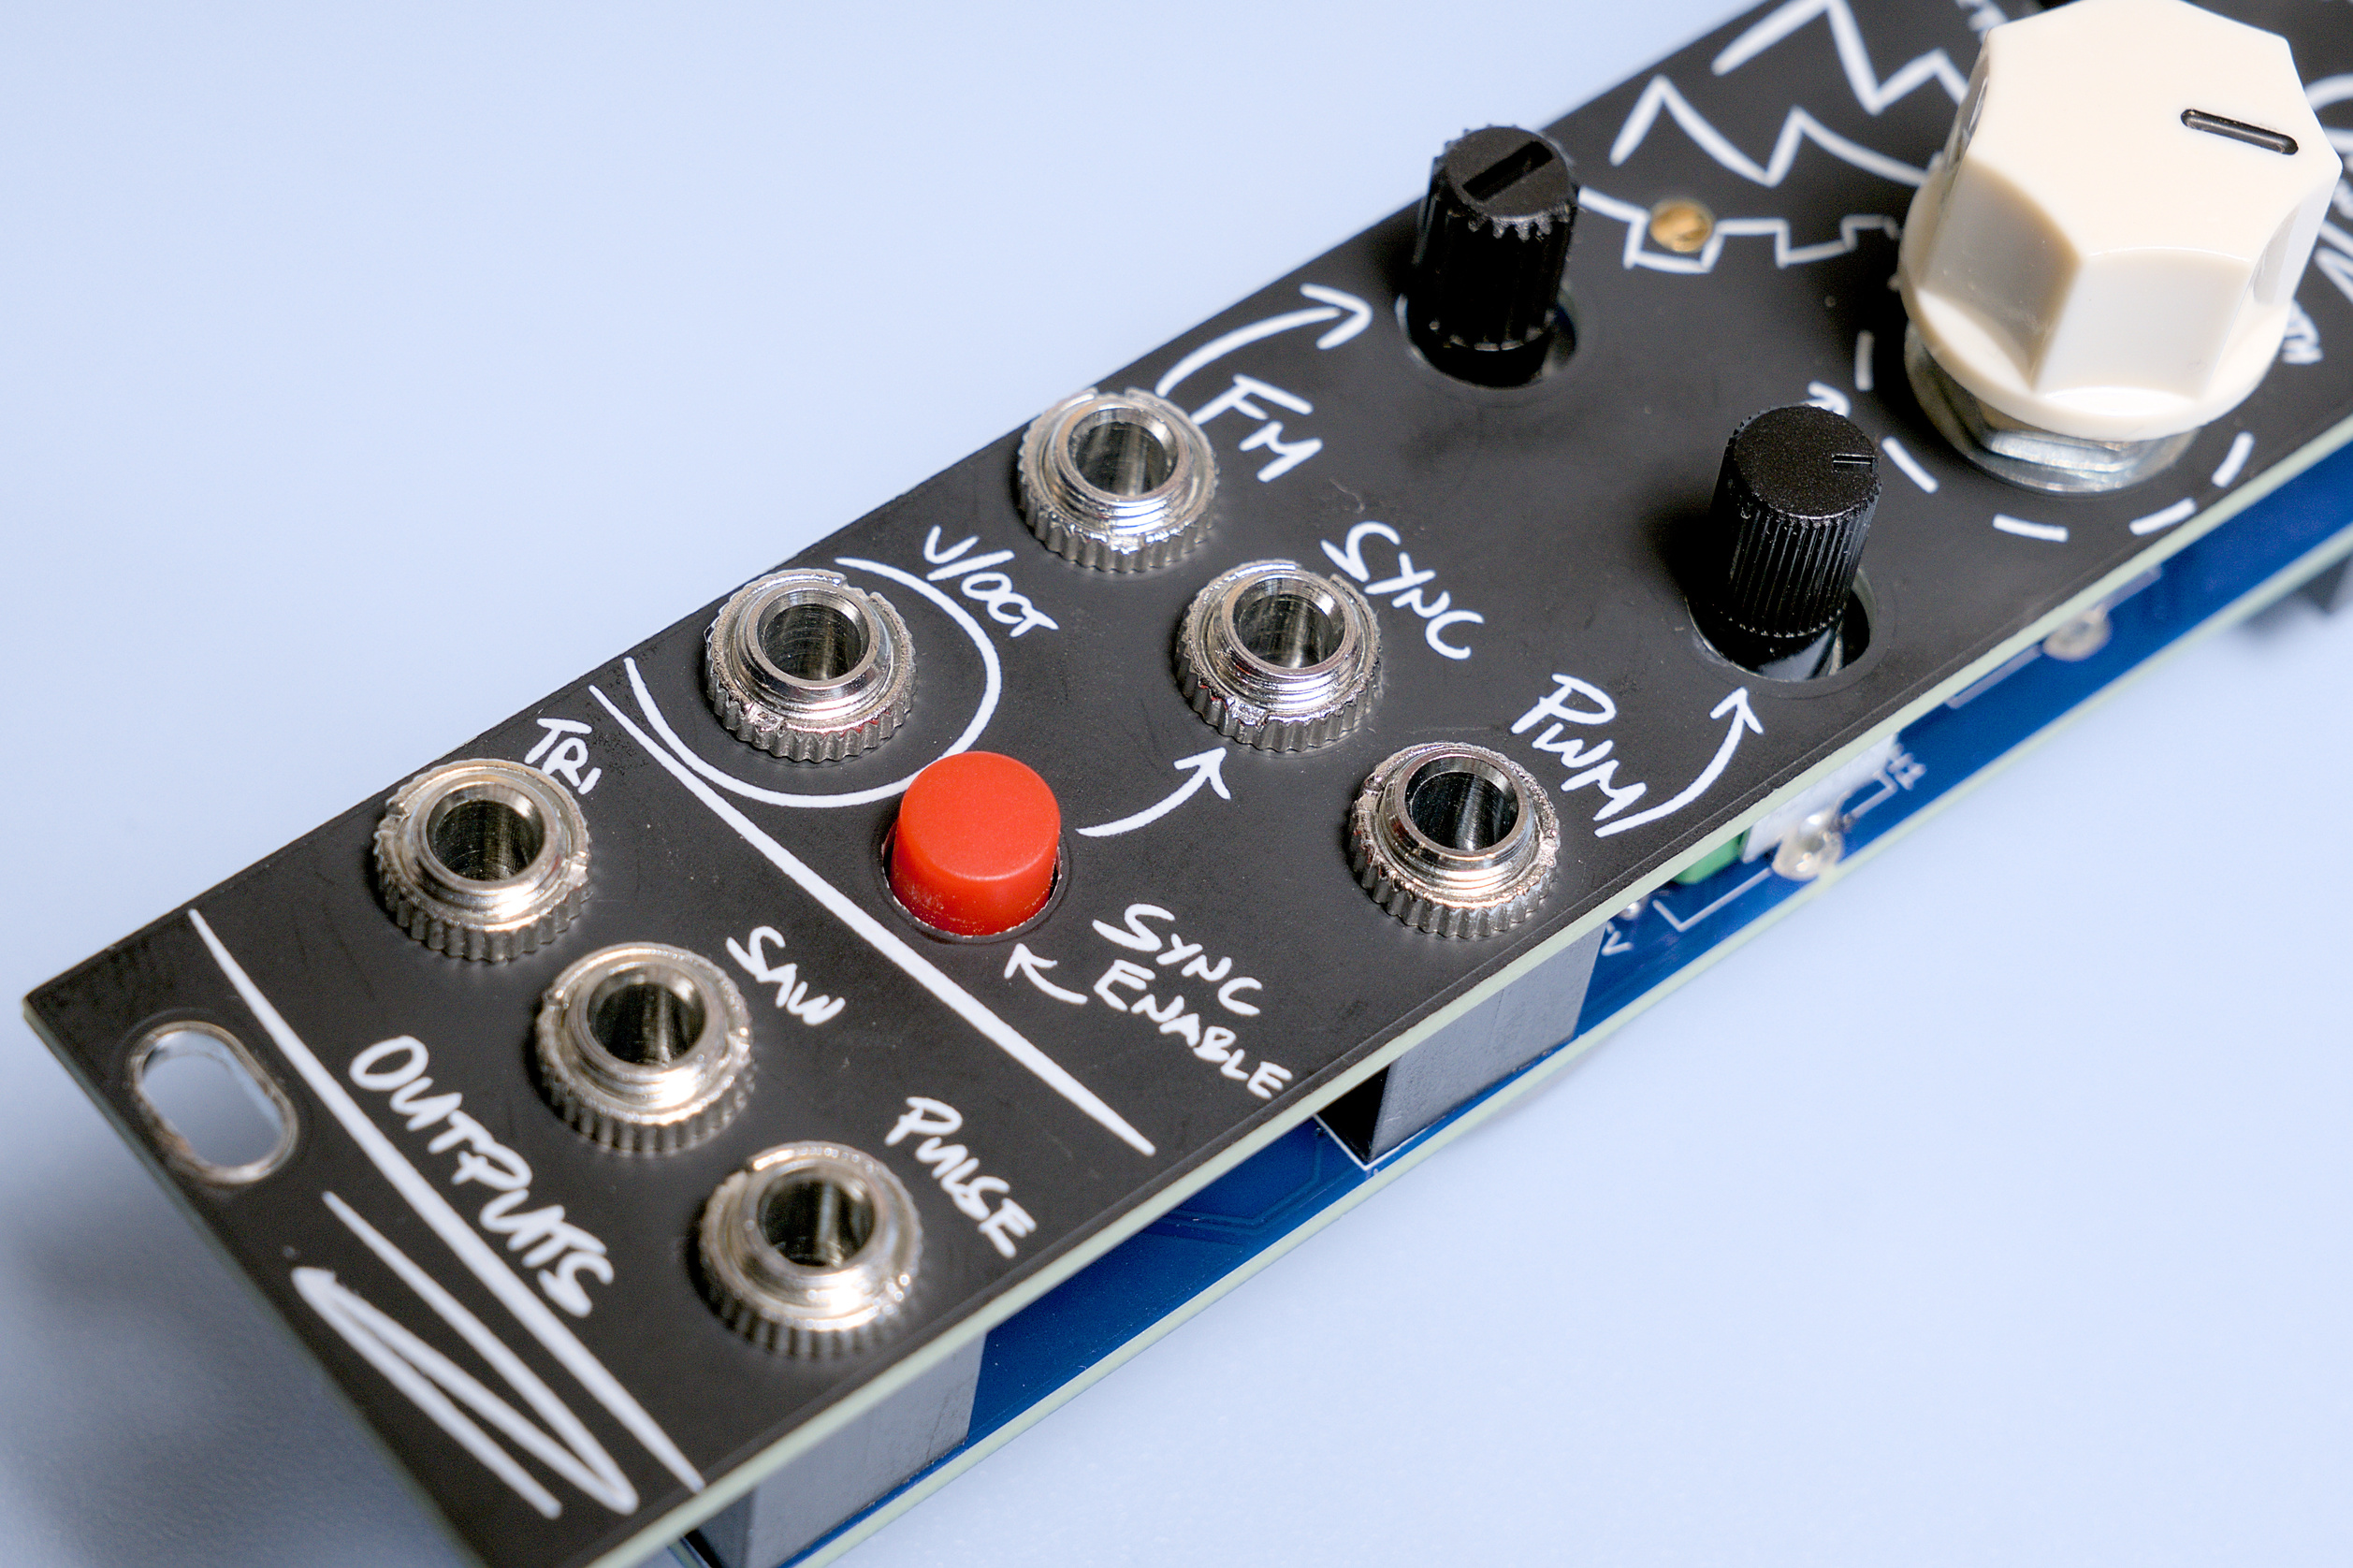 FM
V/OCT
SYNC
PWM
TRI
SYNC
ENABLE
SAW
PULSE
OUTPUTS